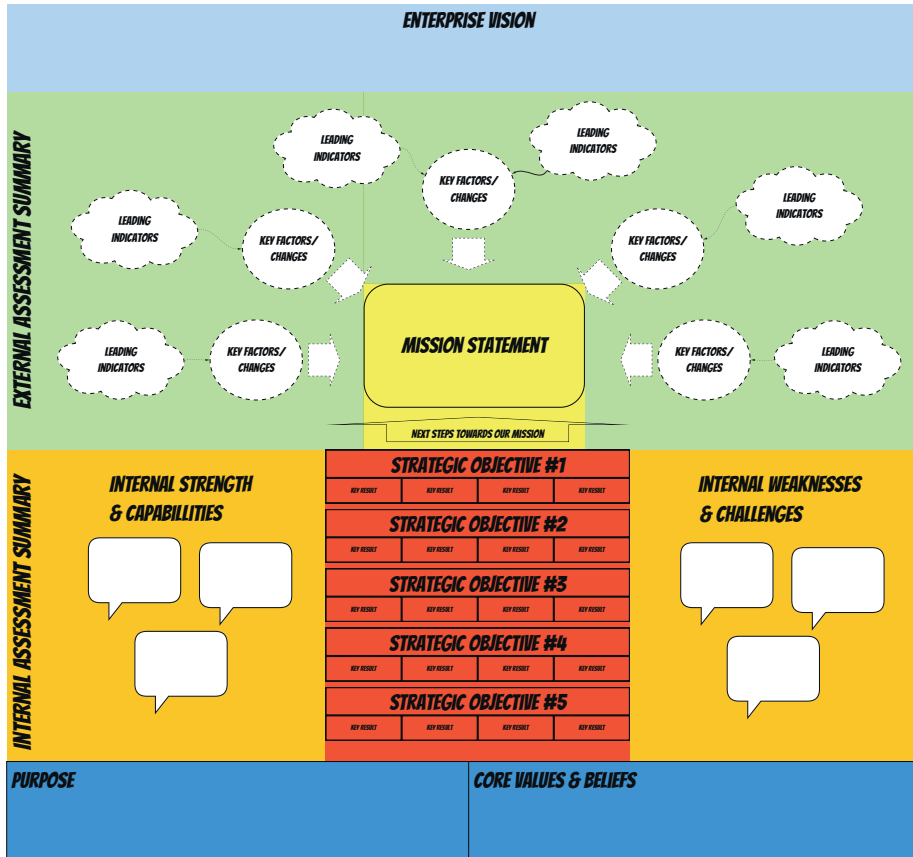 ENTERPRISE VISION
EXTERNAL ASSESSMENT SUMMARY
LEADING
INDICATORS
LEADING
INDICATORS
KEY FACTORS/
CHANGES
LEADING
INDICATORS
KEY FACTORS/
CHANGES
LEADING
INDICATORS
KEY FACTORS/
CHANGES
LEADING
INDICATORS
KEY FACTORS/
CHANGES
MISSION STATEMENT
KEY FACTORS/
CHANGES
LEADING
INDICATORS
NEXT STEPS TOWARDS OUR MISSION
INTERNAL ASSESSMENT SUMMARY
INTERNAL STRENGTH
& CAPABILLITIES
STRATEGIC OBJECTIVE #1
KEY RESULT KEY RESULT KEY RESULT KEY RESULT
STRATEGIC OBJECTIVE #2
KEY RESULT KEY RESULT KEY RESULT KEY RESULT
STRATEGIC OBJECTIVE #3
KEY RESULT KEY RESULT KEY RESULT KEY RESULT
STRATEGIC OBJECTIVE #4
KEY RESULT KEY RESULT KEY RESULT KEY RESULT
STRATEGIC OBJECTIVE #5
KEY RESULT KEY RESULT KEY RESULT KEY RESULT
INTERNAL WEAKNESSES
& CHALLENGES
PURPOSE
CORE VALUES & BELIEFS